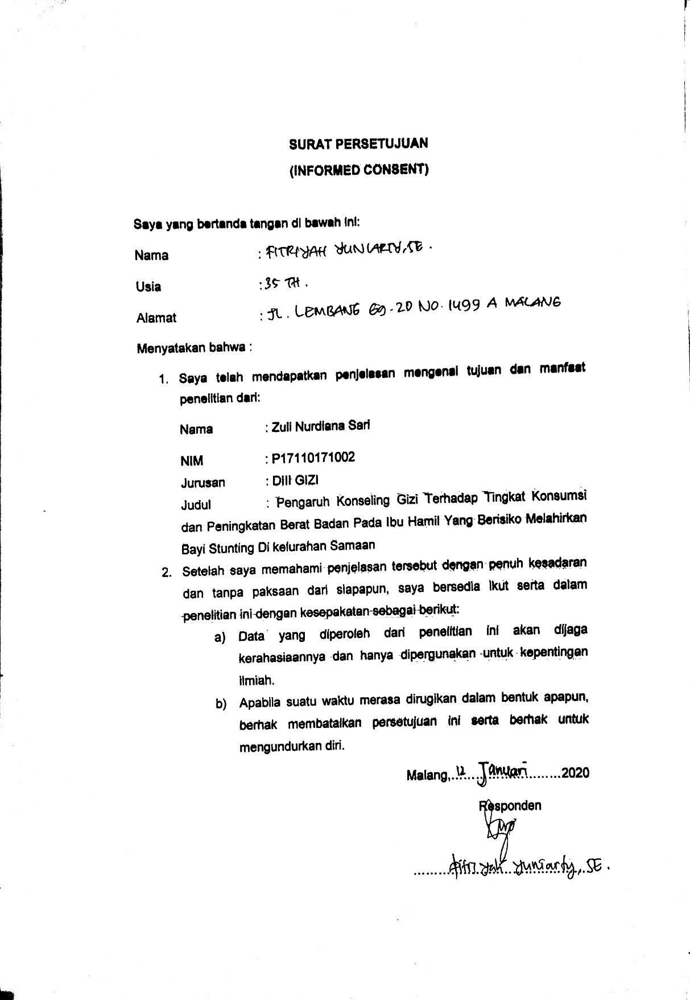 SURAT PERSETUJUAN
(INFORMED CONSENT)
Saya yang bertanda tangan di bawah ini:
Nama : FITRIYAH YUNIARTY, SE .
Usia : 35 TH .
Alamat : JL . LEMBANG Gg. 2D NO. 1499 A MALANG
Menyatakan bahwa :
1. Saya telah mendapatkan penjelasan mengenai tujuan dan manfaat
penelitian dari:
Nama : Zuli Nurdiana Sari
NIM : P17110171002
Jurusan : DIII GIZI
Judul : Pengaruh Konseling Gizi Terhadap Tingkat Konsumsi
dan Peningkatan Berat Badan Pada Ibu Hamil Yang Berisiko Melahirkan
Bayi Stunting Di kelurahan Samaan
2. Setelah saya memahami penjelasan tersebut dengan penuh kesadaran
dan tanpa paksaan dari siapapun, saya bersedia ikut serta dalam
penelitian ini dengan kesepakatan sebagai berikut:
a) Data yang diperoleh dari penelitian ini akan dijaga
kerahasiaannya dan hanya dipergunakan untuk kepentingan
ilmiah.
b) Apabila suatu waktu merasa dirugikan dalam bentuk apapun,
berhak membatalkan persetujuan ini serta berhak untuk
mengundurkan diri.
Malang, 12 Januari 2020
Responden
Fitriyah Yuniarty, SE .